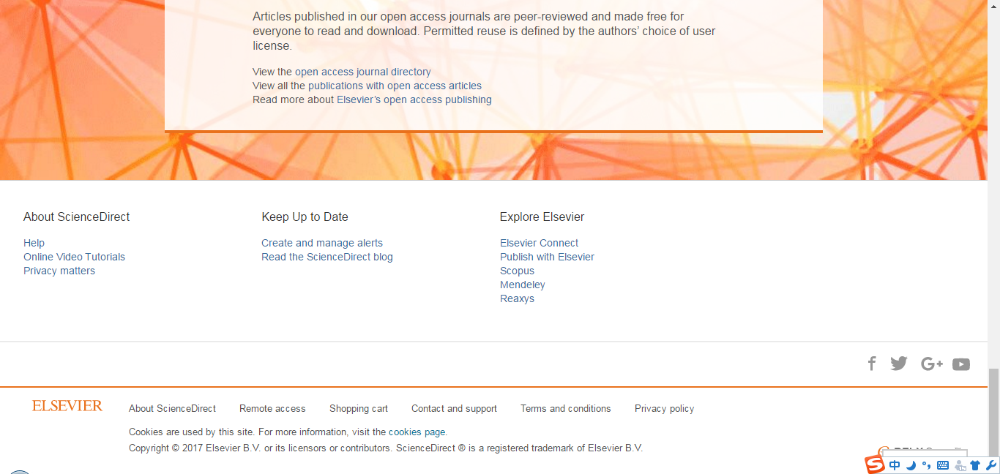 Articles published in our open access journals are peer-reviewed and made free for
everyone to read and download. Permitted reuse is defined by the authors’ choice of user
license.
View the open access journal directory
View all the publications with open access articles
Read more about Elsevier’s open access publishing
About ScienceDirect
Help
Online Video Tutorials
Privacy matters
Keep Up to Date
Create and manage alerts
Read the ScienceDirect blog
Explore Elsevier
Elsevier Connect
Publish with Elsevier
Scopus
Mendeley
Reaxys
ELSEVIER
About ScienceDirect Remote access Shopping cart Contact and support Terms and conditions Privacy policy
Cookies are used by this site. For more information, visit the cookies page.
Copyright © 2017 Elsevier B.V. or its licensors or contributors. ScienceDirect ® is a registered trademark of Elsevier B.V.
中